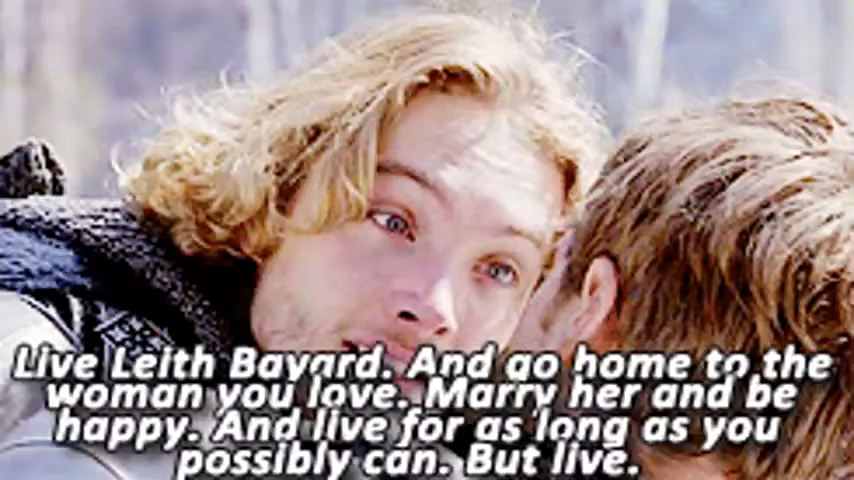 Live Leith Bayard. And go home to the
woman you love. Marry her and be
happy. And live for as long as you
possibly can. But live.